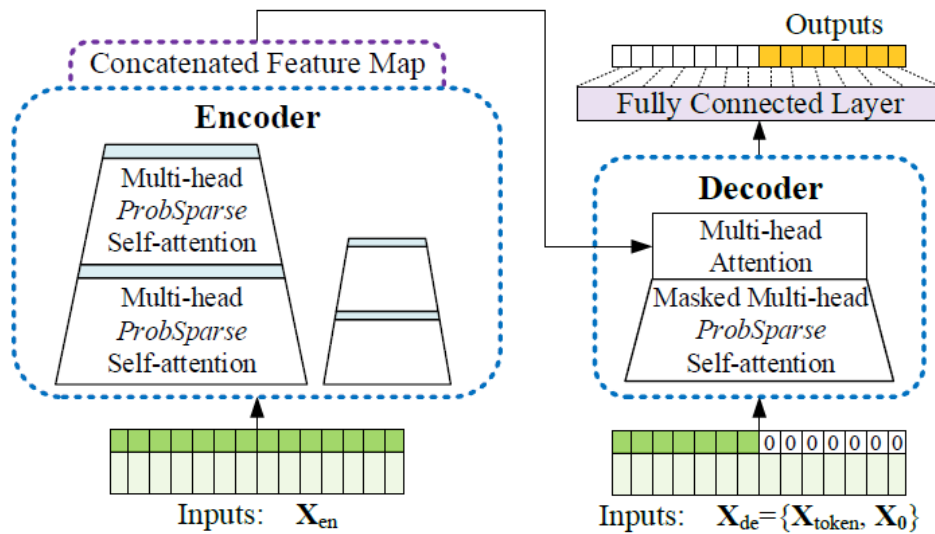 Concatenated Feature Map
Encoder
Multi-head
ProbSparse
Self-attention
Multi-head
ProbSparse
Self-attention
Inputs: Xen
Outputs
Fully Connected Layer
Decoder
Multi-head
Attention
Masked Multi-head
ProbSparse
Self-attention
0 0 0 0 0 0 0
Inputs: Xde={Xtoken, X0}